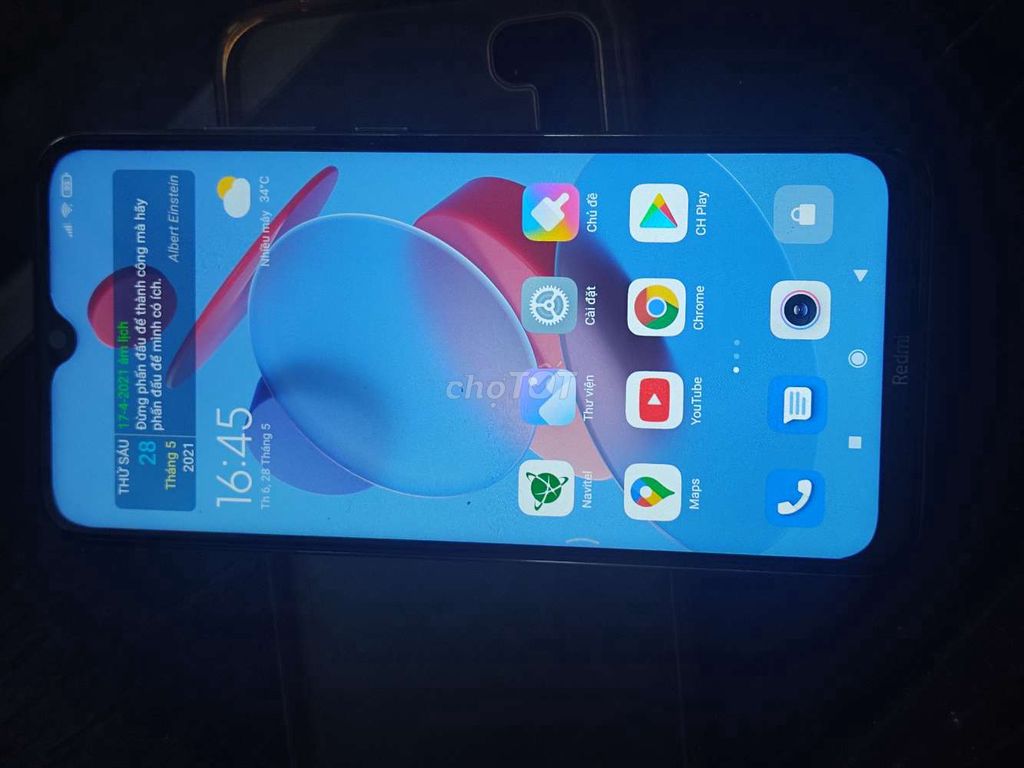 93
THỨ SÁU
28
Tháng 5
2021
17-4-2021 âm lịch
Đừng phấn đấu để thành công mà hãy
phấn đấu để mình có ích.
Albert Einstein
16:45
Th 6, 28 Tháng 5
Nhiều mây 34°C
Navitel
Thư viện
Cài đặt
Chủ đề
Maps
YouTube
Chrome
CH Play
Redmi
chợTỐT